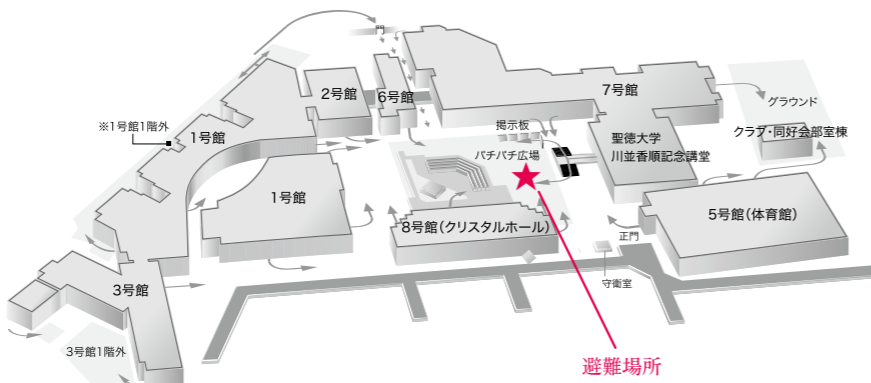 2号館
6号館
7号館
グラウンド
※1号館1階外
1号館
掲示板
聖徳大学
川並香順記念講堂
クラブ・同好会部室棟
パチパチ広場
1号館
8号館(クリスタルホール)
5号館(体育館)
正門
守衛室
3号館
3号館1階外
避難場所